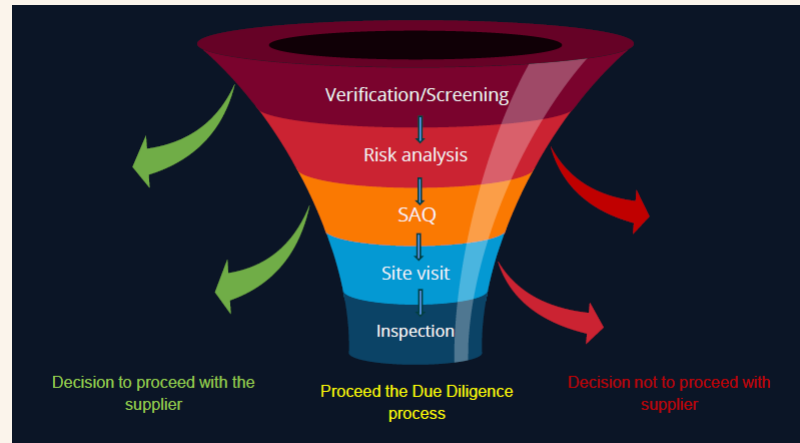 Verification/Screening
Risk analysis
SAQ
Site visit
Inspection
Decision to proceed with the
supplier
Proceed the Due Diligence
process
Decision not to proceed with
supplier